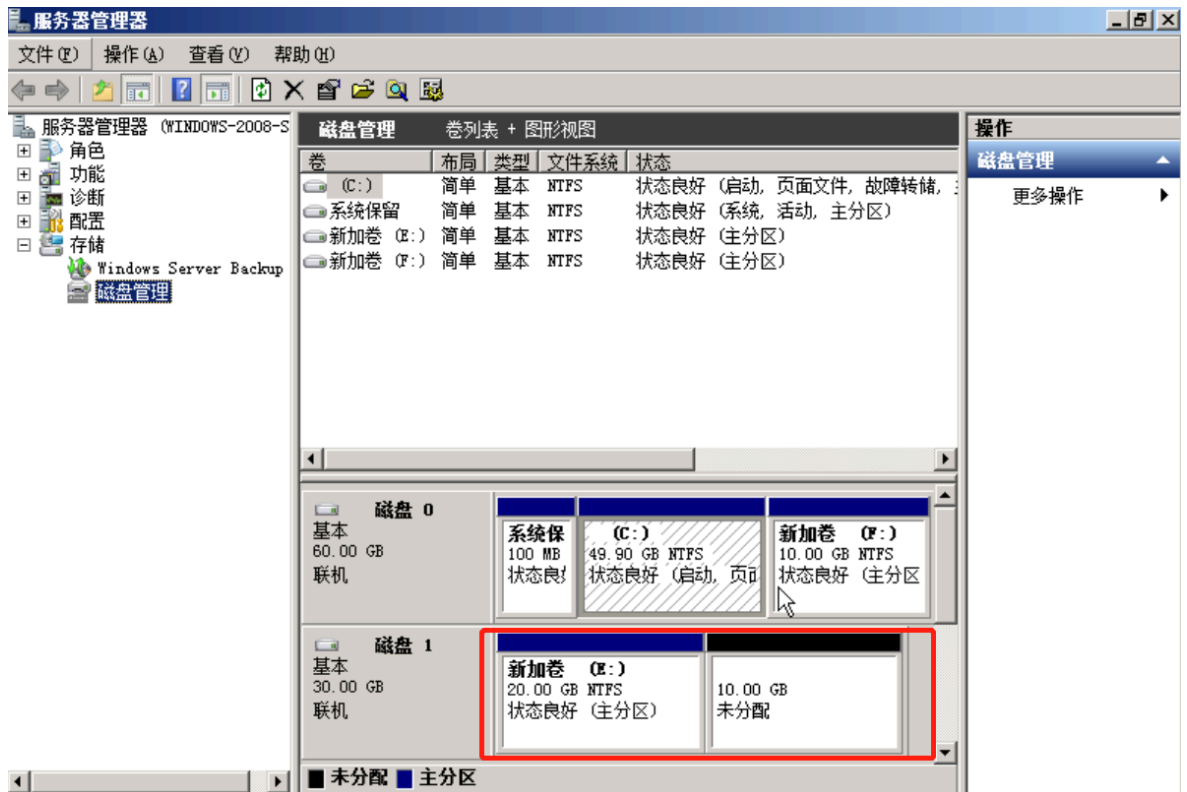 服务器管理器
文件(F) 操作(A) 查看(V) 帮助(H)
服务器管理器 (WINDOWS-2008-S
角色
功能
诊断
配置
存储
Windows Server Backup
磁盘管理
磁盘管理 卷列表 + 图形视图
卷 布局 类型 文件系统 状态
(C:) 简单 基本 NTFS 状态良好 (启动, 页面文件, 故障转储,
系统保留 简单 基本 NTFS 状态良好 (系统, 活动, 主分区)
新加卷 (E:) 简单 基本 NTFS 状态良好 (主分区)
新加卷 (F:) 简单 基本 NTFS 状态良好 (主分区)
磁盘 0
基本
60.00 GB
联机
系统保
100 MB
状态良
(C:)
49.90 GB NTFS
状态良好 (启动, 页
新加卷 (F:)
10.00 GB NTFS
状态良好 (主分区
磁盘 1
基本
30.00 GB
联机
新加卷 (E:)
20.00 GB NTFS
状态良好 (主分区)
10.00 GB
未分配
未分配 主分区
操作
磁盘管理
更多操作